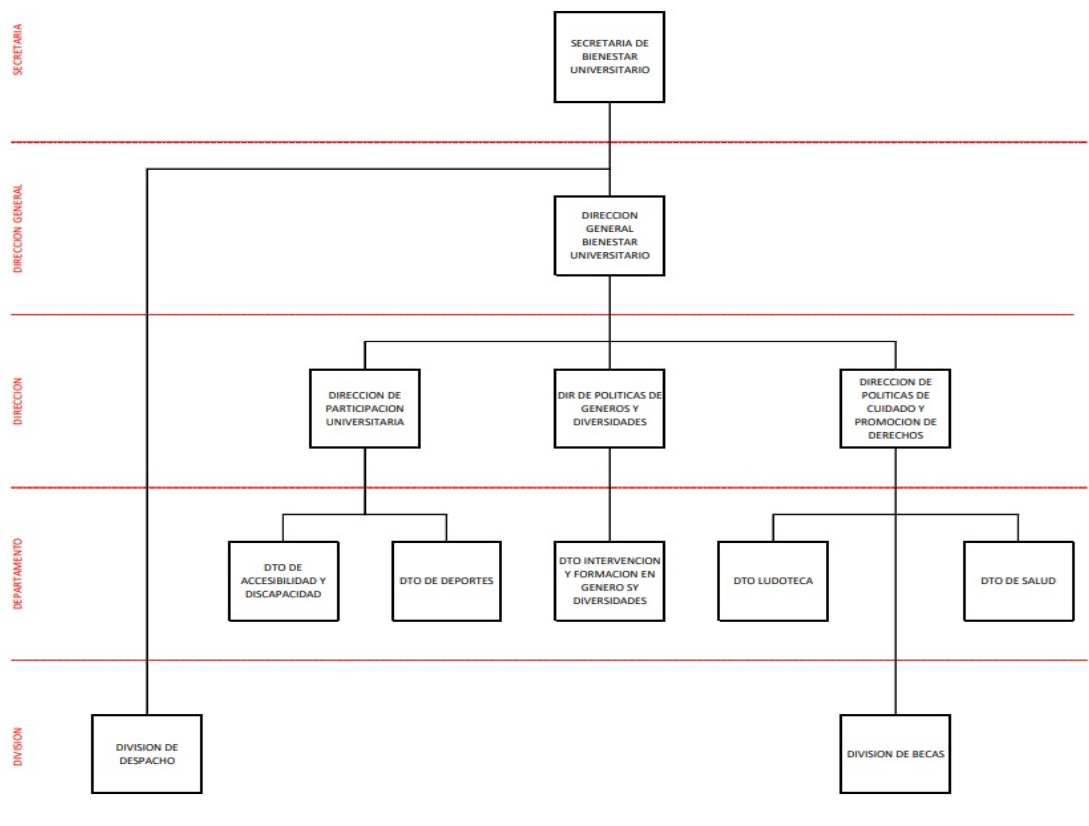 SECRETARIA
SECRETARIA DE
BIENESTAR
UNIVERSITARIO
DIRECCION GENERAL
DIRECCION
GENERAL
BIENESTAR
UNIVERSITARIO
DIRECCION
DIRECCION DE
PARTICIPACION
UNIVERSITARIA
DIR DE POLITICAS DE
GENEROS Y
DIVERSIDADES
DIRECCION DE
POLITICAS DE
CUIDADO Y
PROMOCION DE
DERECHOS
DEPARTAMENTO
DTO DE
ACCESIBILIDAD Y
DISCAPACIDAD
DTO DE DEPORTES
DTO INTERVENCION
Y FORMACION EN
GENERO SY
DIVERSIDADES
DTO LUDOTECA
DTO DE SALUD
DIVISION
DIVISION DE
DESPACHO
DIVISION DE BECAS